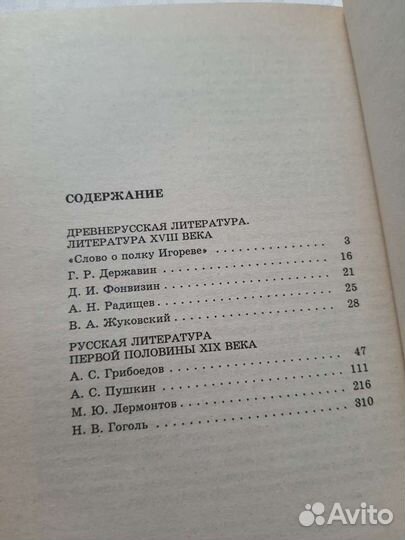 СОДЕРЖАНИЕ
ДРЕВНЕРУССКАЯ ЛИТЕРАТУРА.
ЛИТЕРАТУРА XVIII ВЕКА
«Слово о полку Игореве» . . . . . . . . . . . . . 3
Г. Р. Державин . . . . . . . . . . . . . . . . . . . . 16
Д. И. Фонвизин . . . . . . . . . . . . . . . . . . . . 21
А. Н. Радищев . . . . . . . . . . . . . . . . . . . . 25
В. А. Жуковский . . . . . . . . . . . . . . . . . . . 28
РУССКАЯ ЛИТЕРАТУРА
ПЕРВОЙ ПОЛОВИНЫ XIX ВЕКА
А. С. Грибоедов . . . . . . . . . . . . . . . . . . . . 47
А. С. Пушкин . . . . . . . . . . . . . . . . . . . . . 111
М. Ю. Лермонтов . . . . . . . . . . . . . . . . . . 216
Н. В. Гоголь . . . . . . . . . . . . . . . . . . . . . . 310
Avito